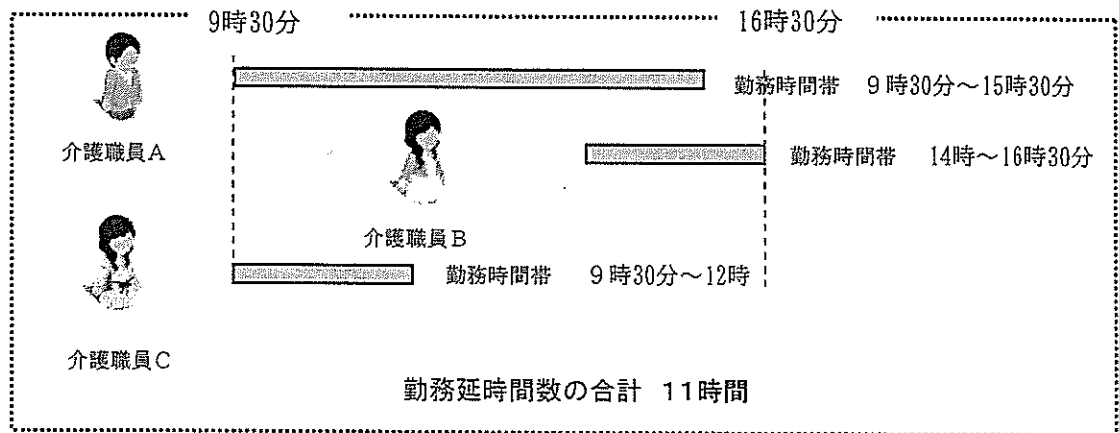 9時30分
16時30分
勤務時間帯 9時30分～15時30分
介護職員A
勤務時間帯 14時～16時30分
介護職員B
勤務時間帯 9時30分～12時
介護職員C
勤務延時間数の合計 11時間